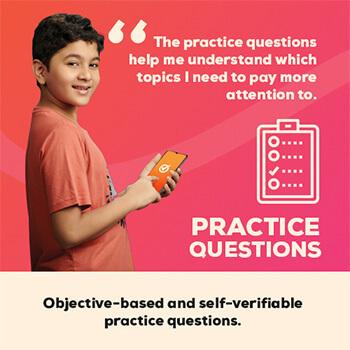 “ The practice questions
help me understand which
topics I need to pay more
attention to.
PRACTICE
QUESTIONS
Objective-based and self-verifiable
practice questions.